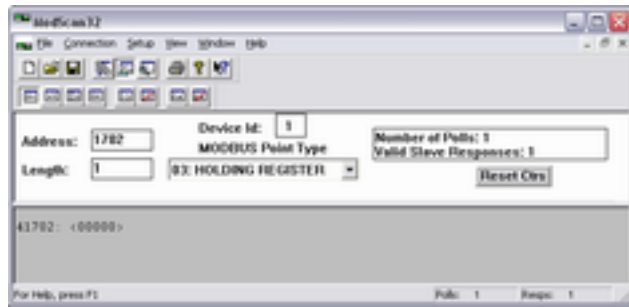 ModScan32
File Connection Setup View Window Help
Address: 1702
Device Id: 1
MODBUS Point Type
Length: 1
03: HOLDING REGISTER
Number of Polls: 1
Valid Slave Responses: 1
Reset Ctrs
41702: <00000>
For Help, press F1
Polls: 1
Resps: 1